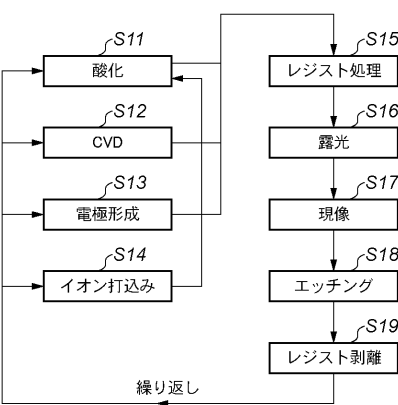 S11
酸化
S12
CVD
S13
電極形成
S14
イオン打込み
S15
レジスト処理
S16
露光
S17
現像
S18
エッチング
S19
レジスト剥離
繰り返し